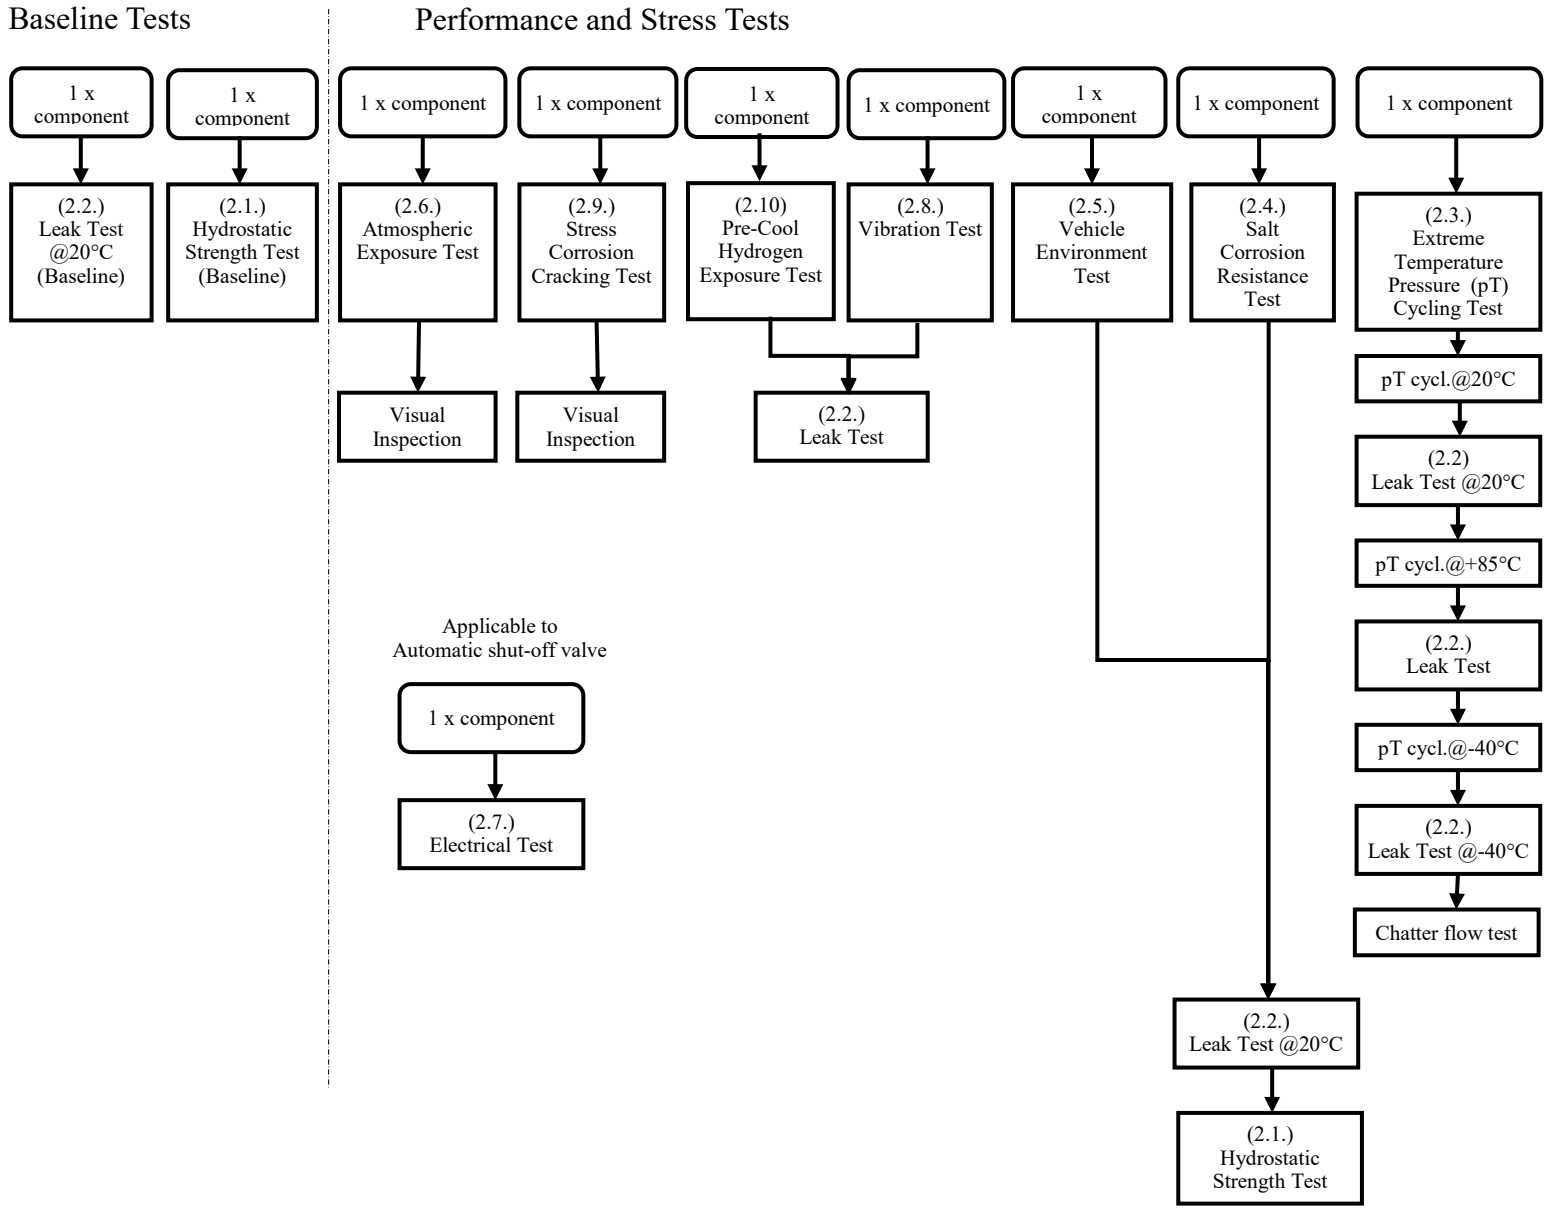 Baseline Tests
Performance and Stress Tests
1 x
component
1 x
component
1 x component
1 x component
1 x
component
1 x component
1 x
component
1 x component
1 x component
(2.2.)
Leak Test
@20°C
(Baseline)
(2.1.)
Hydrostatic
Strength Test
(Baseline)
(2.6.)
Atmospheric
Exposure Test
(2.9.)
Stress
Corrosion
Cracking Test
(2.10)
Pre-Cool
Hydrogen
Exposure Test
(2.8.)
Vibration Test
(2.5.)
Vehicle
Environment
Test
(2.4.)
Salt
Corrosion
Resistance
Test
(2.3.)
Extreme
Temperature
Pressure (pT)
Cycling Test
Visual
Inspection
Visual
Inspection
(2.2.)
Leak Test
pT cycl.@20°C
(2.2)
Leak Test @20°C
pT cycl.@+85°C
(2.2.)
Leak Test
pT cycl.@-40°C
(2.2.)
Leak Test @-40°C
Chatter flow test
Applicable to
Automatic shut-off valve
1 x component
(2.7.)
Electrical Test
(2.2.)
Leak Test @20°C
(2.1.)
Hydrostatic
Strength Test